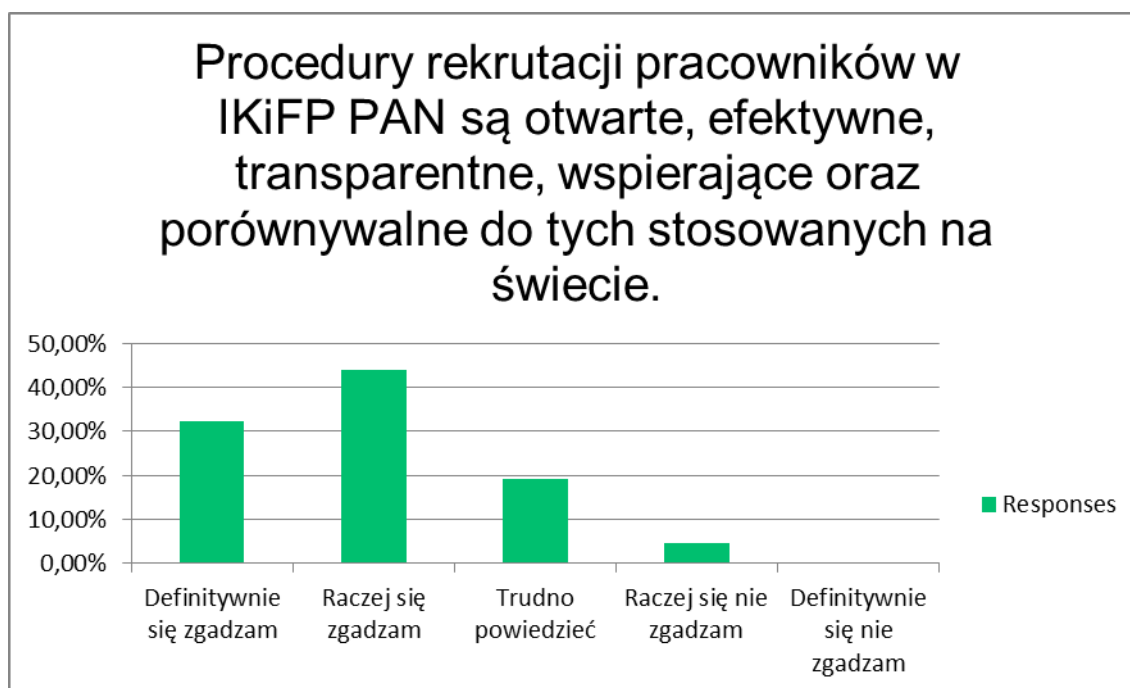 Procedury rekrutacji pracowników w
IKiFP PAN są otwarte, efektywne,
transparentne, wspierające oraz
porównywalne do tych stosowanych na
świecie.
50,00%
40,00%
30,00%
20,00%
10,00%
0,00%
Definitywnie
się zgadzam
Raczej się
zgadzam
Trudno
powiedzieć
Raczej się nie
zgadzam
Definitywnie
się nie
zgadzam
Responses